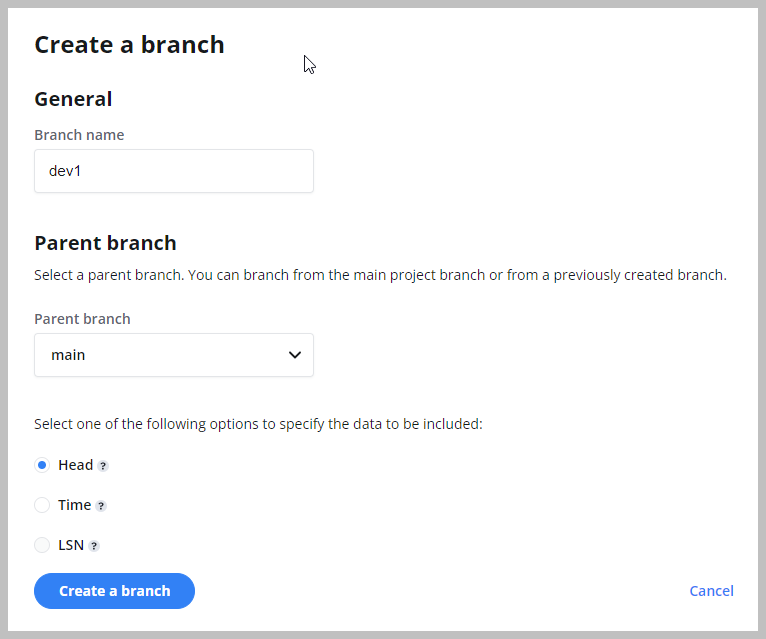 Create a branch
General
Branch name
dev1
Parent branch
Select a parent branch. You can branch from the main project branch or from a previously created branch.
Parent branch
main
Select one of the following options to specify the data to be included:
Head ?
Time ?
LSN ?
Create a branch Cancel